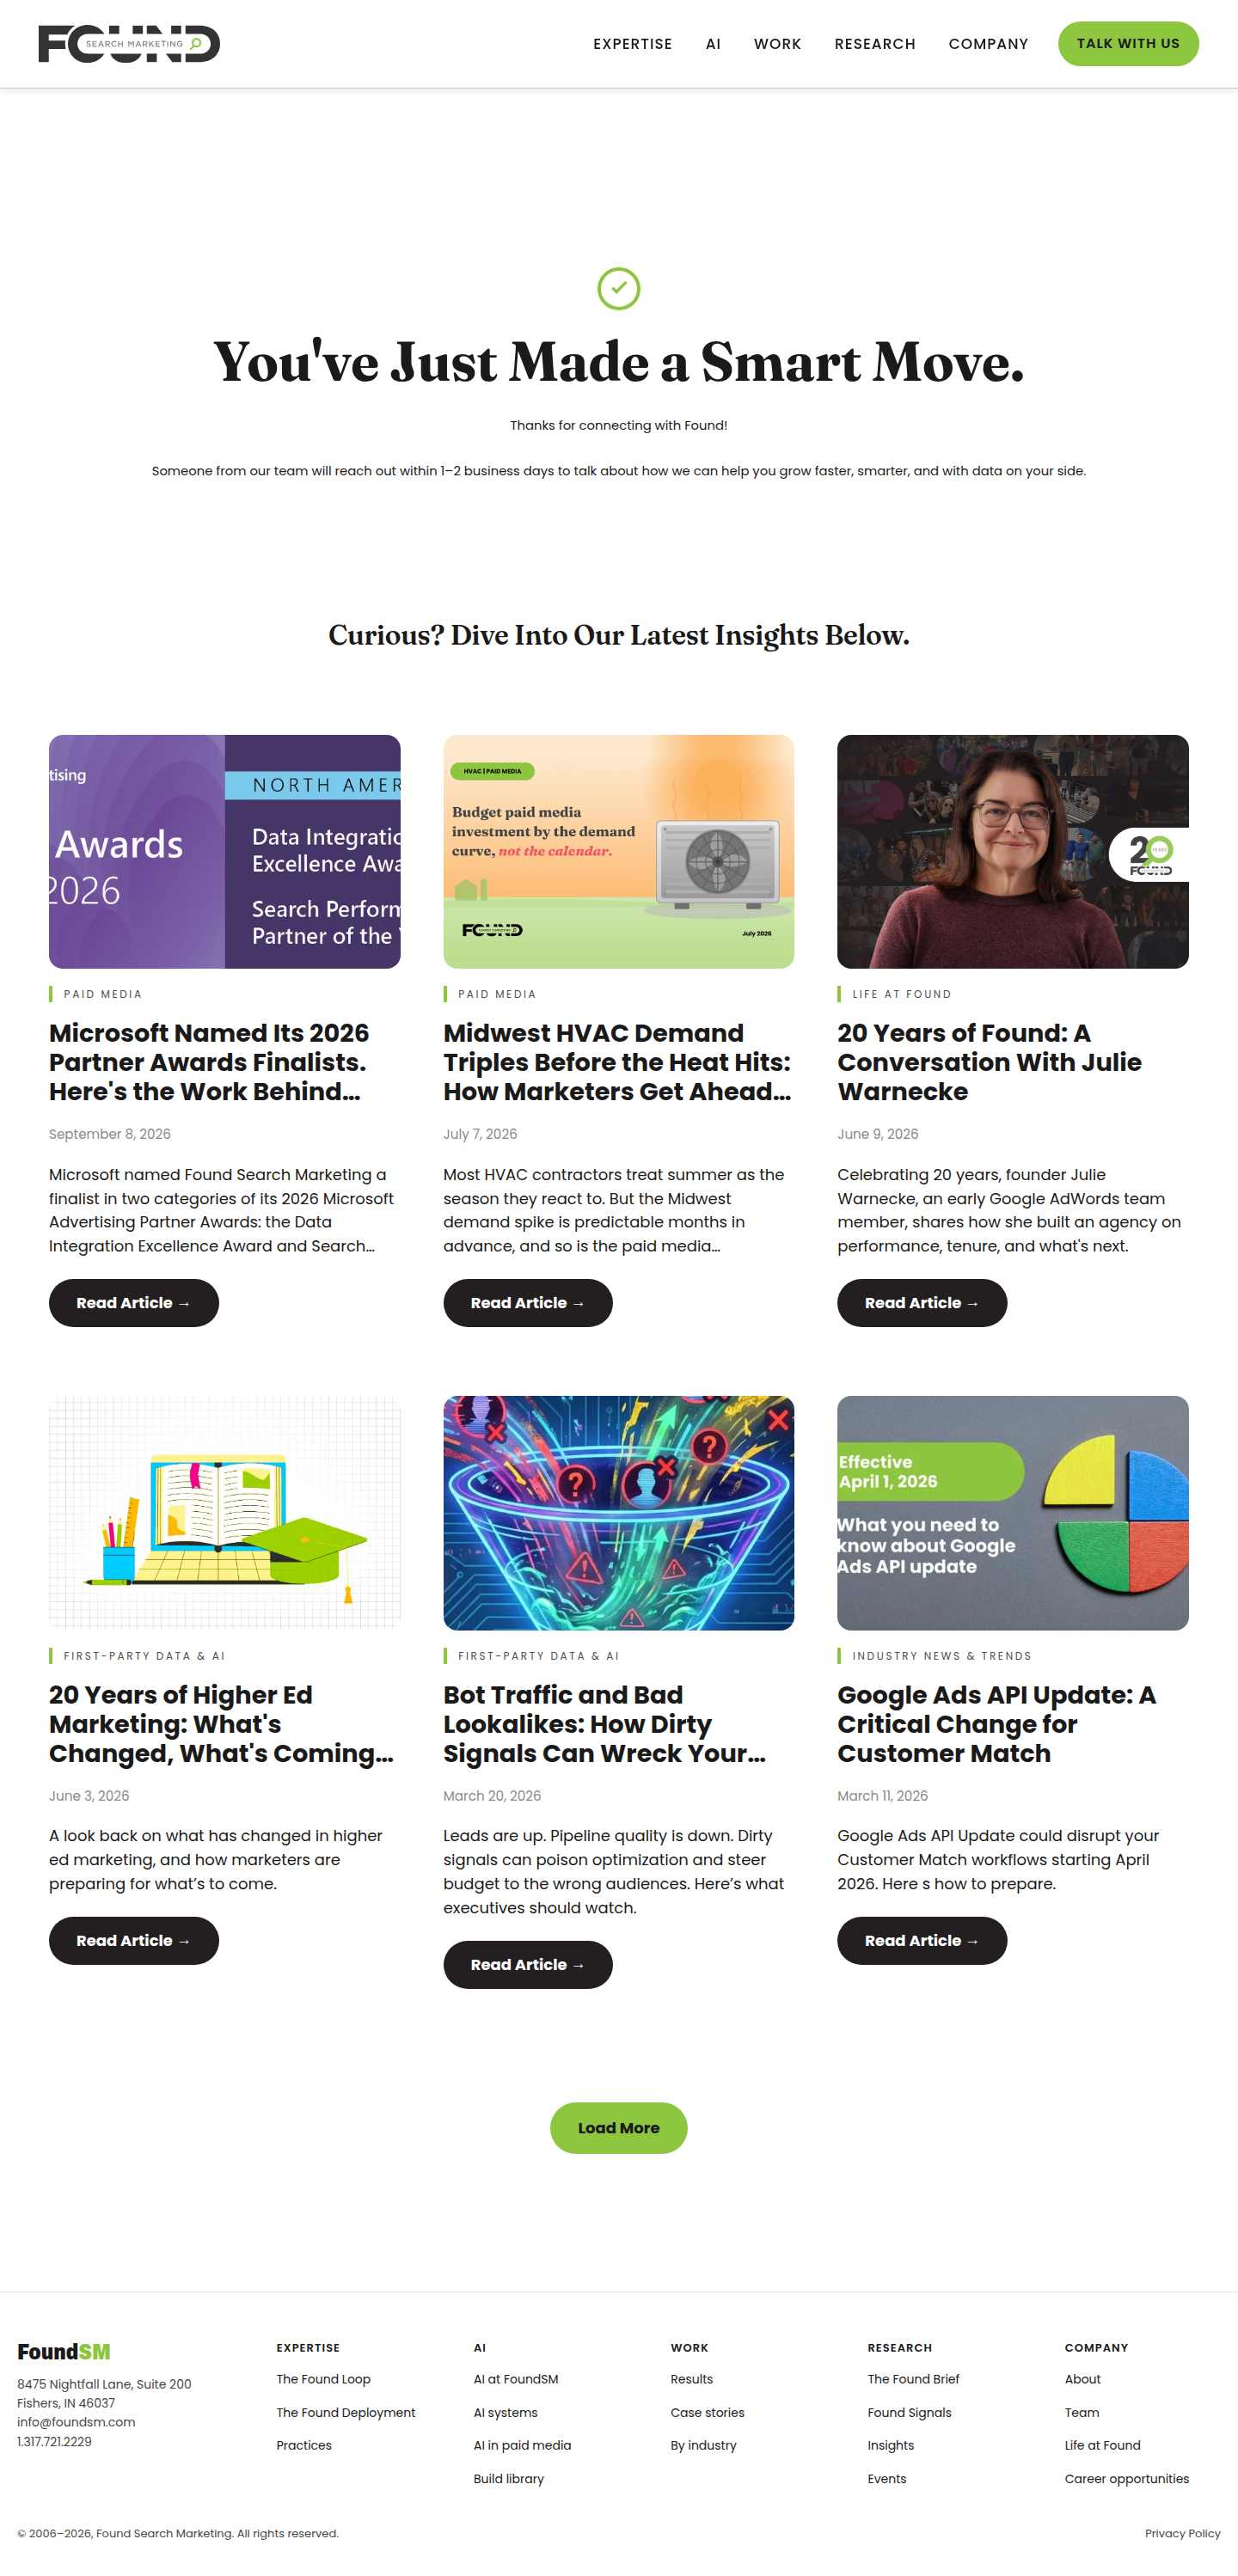 FOUND
SEARCH MARKETING
EXPERTISE
AI
WORK
RESEARCH
COMPANY
TALK WITH US
You've Just Made a Smart Move.
Thanks for connecting with Found!
Someone from our team will reach out within 1–2 business days to talk about how we can help you grow faster, smarter, and with data on your side.
Curious? Dive Into Our Latest Insights Below.
tising
Awards
2026
NORTH AMER
Data Integratio
Excellence Awa
Search Perform
Partner of the
PAID MEDIA
Microsoft Named Its 2026
Partner Awards Finalists.
Here's the Work Behind...
September 8, 2026
Microsoft named Found Search Marketing a
finalist in two categories of its 2026 Microsoft
Advertising Partner Awards: the Data
Integration Excellence Award and Search...
Read Article →
HVAC | PAID MEDIA
Budget paid media
investment by the demand
curve, not the calendar.
FOUND
July 2026
PAID MEDIA
Midwest HVAC Demand
Triples Before the Heat Hits:
How Marketers Get Ahead...
July 7, 2026
Most HVAC contractors treat summer as the
season they react to. But the Midwest
demand spike is predictable months in
advance, and so is the paid media...
Read Article →
20
YEARS
FOUND
LIFE AT FOUND
20 Years of Found: A
Conversation With Julie
Warnecke
June 9, 2026
Celebrating 20 years, founder Julie
Warnecke, an early Google AdWords team
member, shares how she built an agency on
performance, tenure, and what's next.
Read Article →
FIRST-PARTY DATA & AI
20 Years of Higher Ed
Marketing: What's
Changed, What's Coming...
June 3, 2026
A look back on what has changed in higher
ed marketing, and how marketers are
preparing for what’s to come.
Read Article →
FIRST-PARTY DATA & AI
Bot Traffic and Bad
Lookalikes: How Dirty
Signals Can Wreck Your...
March 20, 2026
Leads are up. Pipeline quality is down. Dirty
signals can poison optimization and steer
budget to the wrong audiences. Here’s what
executives should watch.
Read Article →
Effective
April 1, 2026
What you need to
know about Google
Ads API update
INDUSTRY NEWS & TRENDS
Google Ads API Update: A
Critical Change for
Customer Match
March 11, 2026
Google Ads API Update could disrupt your
Customer Match workflows starting April
2026. Here s how to prepare.
Read Article →
Load More
FoundSM
8475 Nightfall Lane, Suite 200
Fishers, IN 46037
info@foundsm.com
1.317.721.2229
EXPERTISE
The Found Loop
The Found Deployment
Practices
AI
AI at FoundSM
AI systems
AI in paid media
Build library
WORK
Results
Case stories
By industry
RESEARCH
The Found Brief
Found Signals
Insights
Events
COMPANY
About
Team
Life at Found
Career opportunities
© 2006–2026, Found Search Marketing. All rights reserved.
Privacy Policy